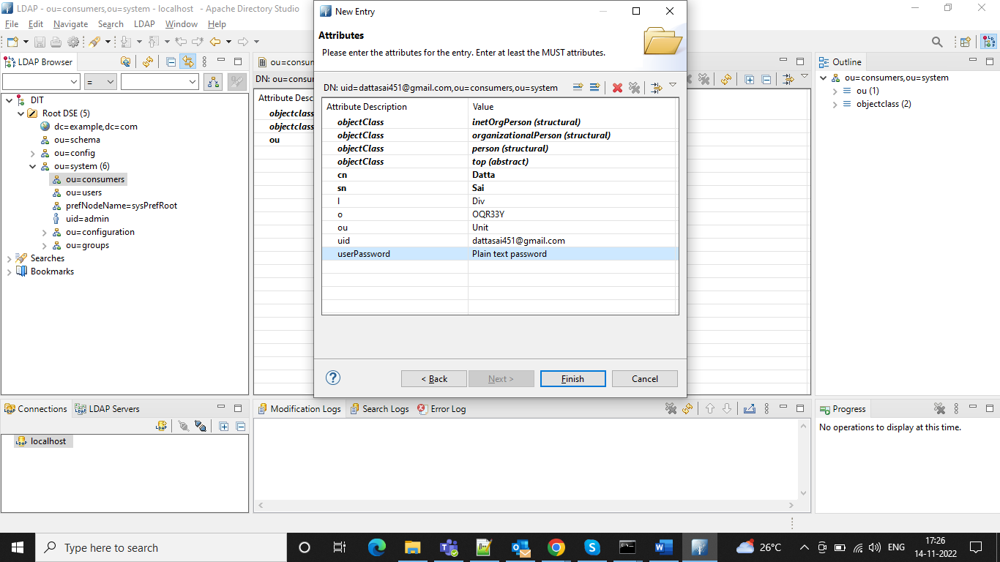 LDAP - ou=consumers,ou=system - localhost - Apache Directory Studio
File Edit Navigate Search LDAP Window Help
LDAP Browser
=
DIT
Root DSE (5)
dc=example,dc=com
ou=schema
ou=config
ou=system (6)
ou=consumers
ou=users
prefNodeName=sysPrefRoot
uid=admin
ou=configuration
ou=groups
Searches
Bookmarks
ou=consum
DN: ou=consum
Attribute Desc
objectclass
objectclass
ou
New Entry
Attributes
Please enter the attributes for the entry. Enter at least the MUST attributes.
DN: uid=dattasai451@gmail.com,ou=consumers,ou=system
Attribute Description Value
objectClass inetOrgPerson (structural)
objectClass organizationalPerson (structural)
objectClass person (structural)
objectClass top (abstract)
cn Datta
sn Sai
l Div
o OQR33Y
ou Unit
uid dattasai451@gmail.com
userPassword Plain text password
< Back Next > Finish Cancel
Outline
ou=consumers,ou=system
ou (1)
objectclass (2)
Connections LDAP Servers
localhost
Modification Logs Search Logs Error Log
Progress
No operations to display at this time.
Type here to search
26°C
ENG
17:26
14-11-2022